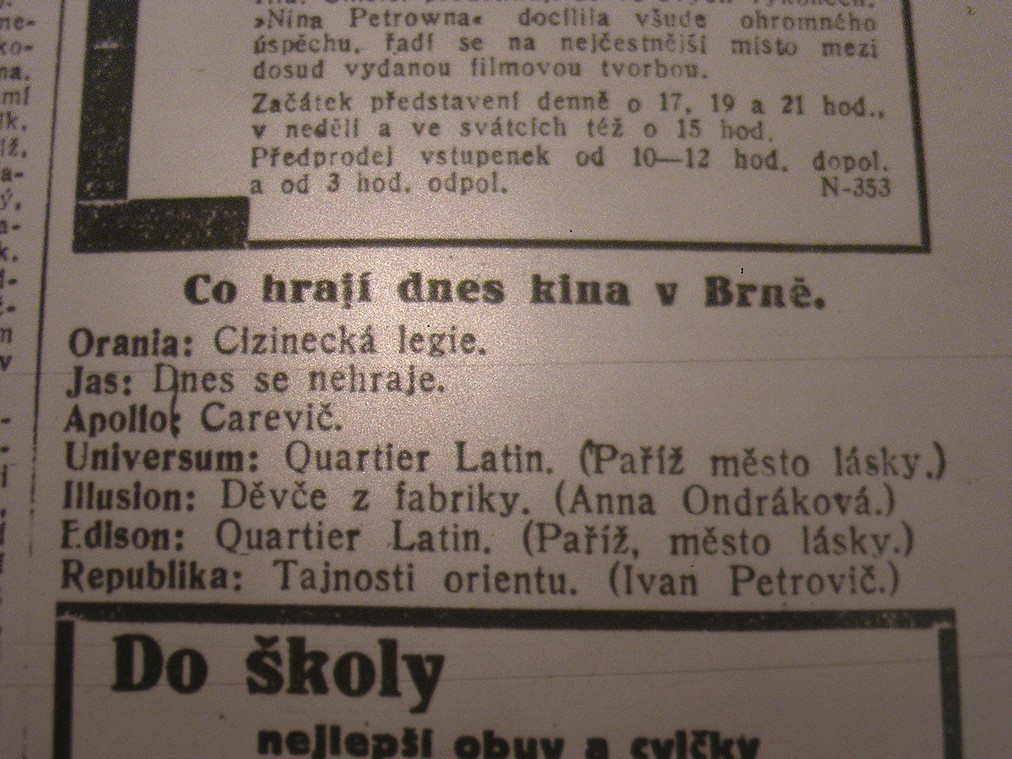 »Nina Petrowna« docílila všude ohromného
úspěchu, řadí se na nejčestnější místo mezi
dosud vydanou filmovou tvorbou.
Začátek představení denně o 17, 19 a 21 hod.,
v neděli a ve svátcích též o 15 hod.
Předprodej vstupenek od 10—12 hod. dopol.
a od 3 hod. odpol. N-353
Co hrají dnes kina v Brně.
Orania: Cizinecká legie.
Jas: Dnes se nehraje.
Apollo: Carevič.
Universum: Quartier Latin. (Paříž město lásky.)
Illusion: Děvče z fabriky. (Anna Ondráková.)
Edison: Quartier Latin. (Paříž, město lásky.)
Republika: Tajnosti orientu. (Ivan Petrovič.)
Do školy
nejlepší obuv a cvičky